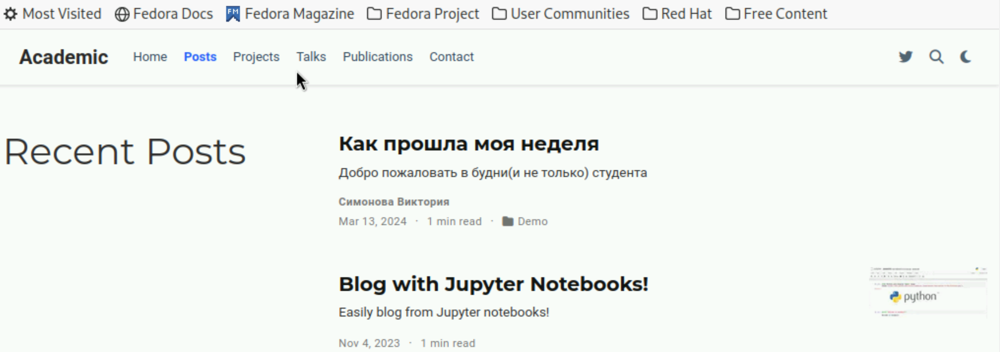 Most Visited Fedora Docs FM Fedora Magazine Fedora Project User Communities Red Hat Free Content
Academic Home Posts Projects Talks Publications Contact
Recent Posts
Как прошла моя неделя
Добро пожаловать в будни(и не только) студента
Симонова Виктория
Mar 13, 2024 · 1 min read · Demo
Blog with Jupyter Notebooks!
Easily blog from Jupyter notebooks!
Nov 4, 2023 · 1 min read
python